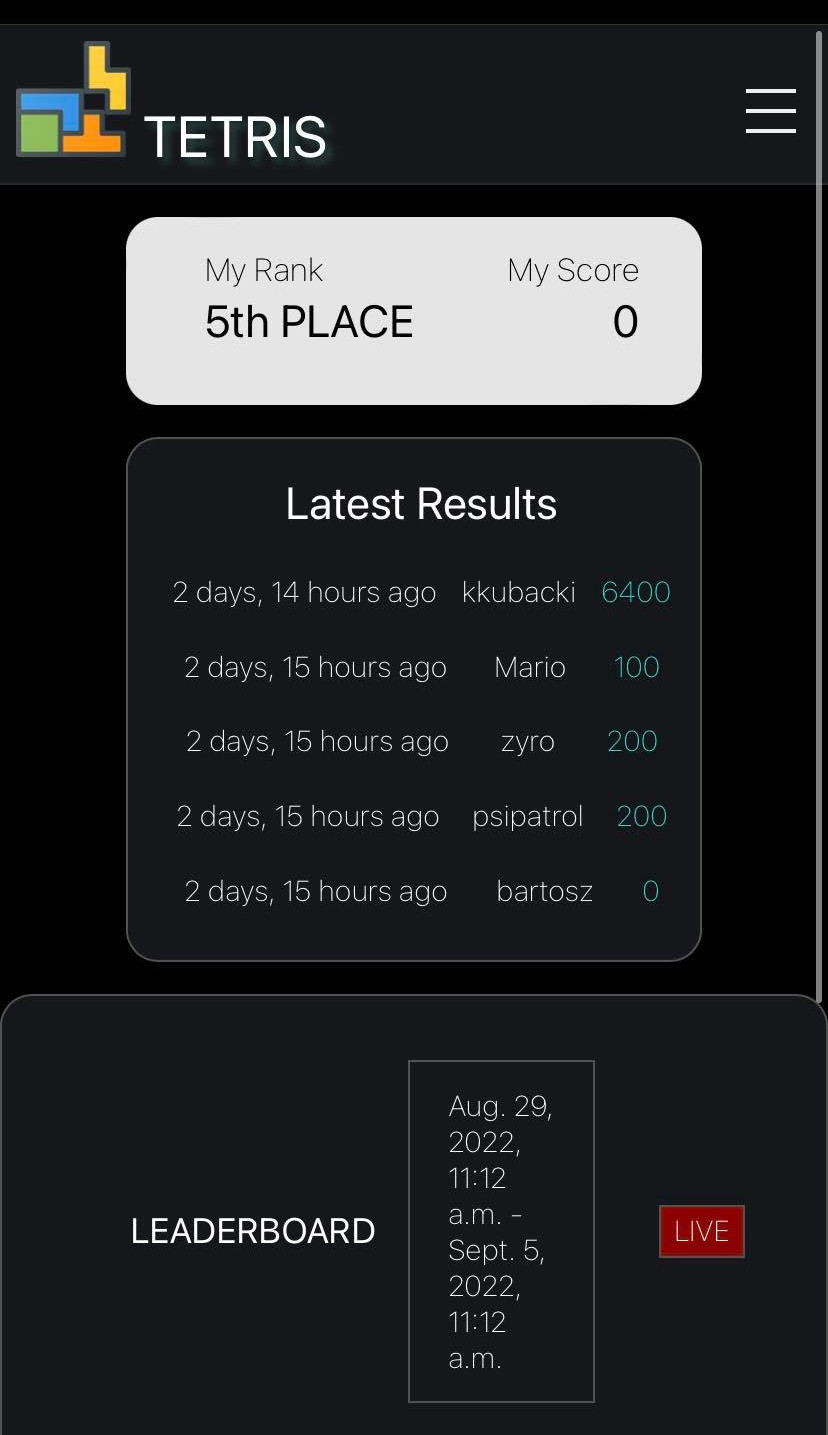 TETRIS
My Rank My Score
5th PLACE 0
Latest Results
2 days, 14 hours ago kkubacki 6400
2 days, 15 hours ago Mario 100
2 days, 15 hours ago zyro 200
2 days, 15 hours ago psipatrol 200
2 days, 15 hours ago bartosz 0
LEADERBOARD
Aug. 29,
2022,
11:12
a.m. -
Sept. 5,
2022,
11:12
a.m.
LIVE